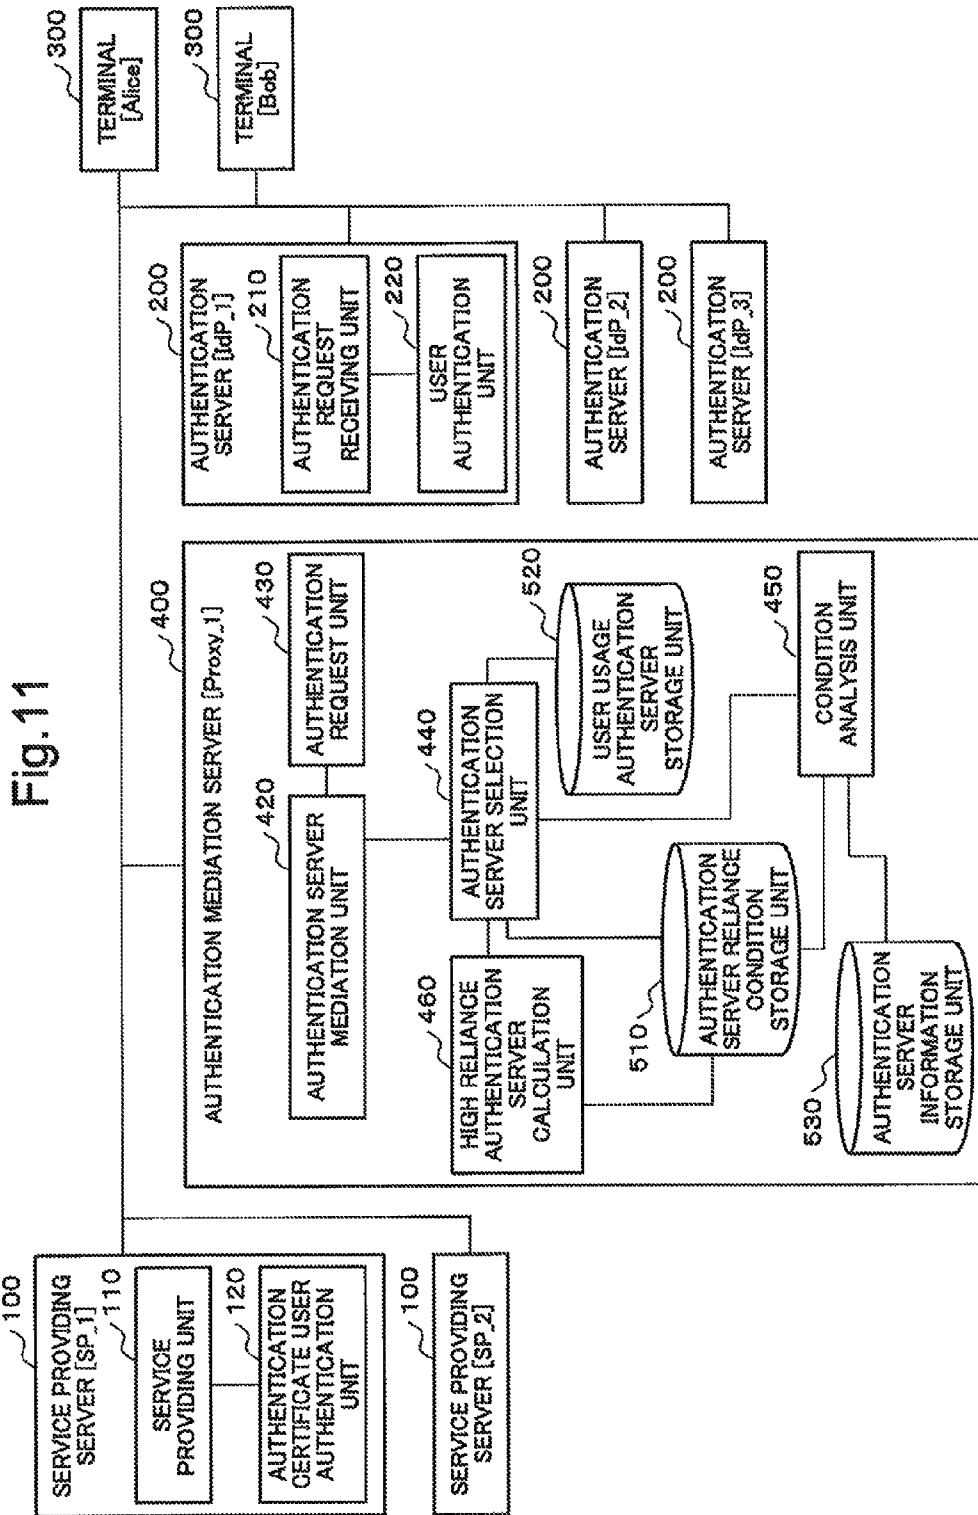 Fig.11
100
SERVICE PROVIDING
SERVER [SP_1]
110
SERVICE
PROVIDING UNIT
120
AUTHENTICATION
CERTIFICATE USER
AUTHENTICATION
UNIT
100
SERVICE PROVIDING
SERVER [SP_2]
400
AUTHENTICATION MEDIATION SERVER [Proxy_1]
420
AUTHENTICATION SERVER
MEDIATION UNIT
430
AUTHENTICATION
REQUEST UNIT
460
HIGH RELIANCE
AUTHENTICATION
SERVER
CALCULATION
UNIT
440
AUTHENTICATION
SERVER SELECTION
UNIT
520
USER USAGE
AUTHENTICATION
SERVER
STORAGE UNIT
510
AUTHENTICATION
SERVER RELIANCE
CONDITION
STORAGE UNIT
450
CONDITION
ANALYSIS UNIT
530
AUTHENTICATION
SERVER
INFORMATION
STORAGE UNIT
200
AUTHENTICATION
SERVER [IdP_1]
210
AUTHENTICATION
REQUEST
RECEIVING UNIT
220
USER
AUTHENTICATION
UNIT
200
AUTHENTICATION
SERVER [IdP_2]
200
AUTHENTICATION
SERVER [IdP_3]
300
TERMINAL
[Alice]
300
TERMINAL
[Bob]